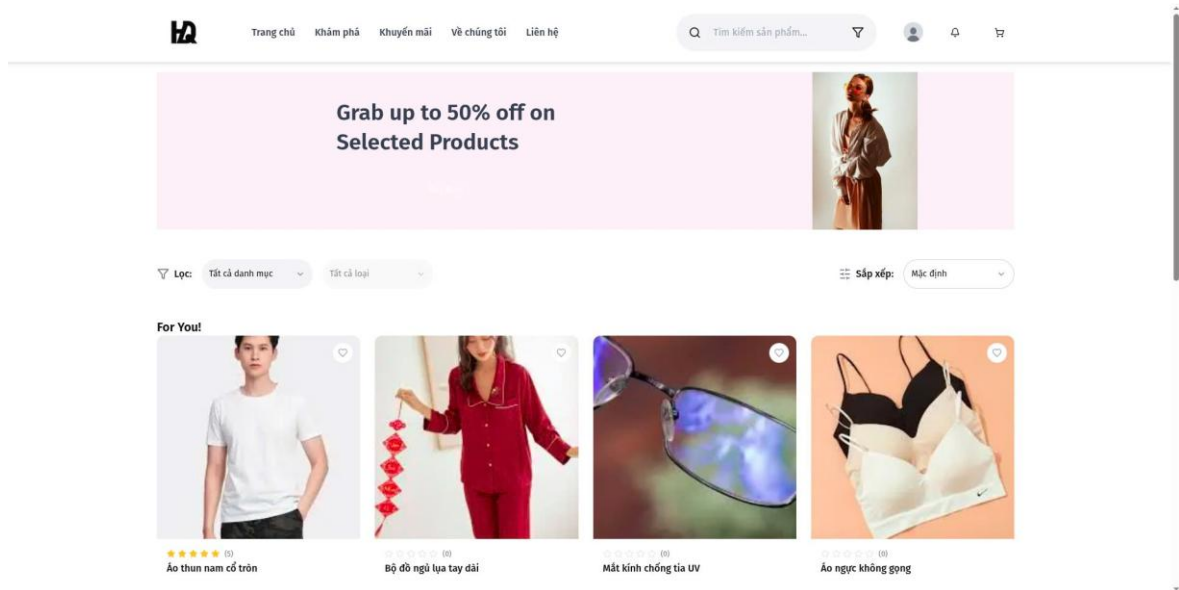 HQ
Trang chủ
Khám phá
Khuyến mãi
Về chúng tôi
Liên hệ
Tìm kiếm sản phẩm...
Grab up to 50% off on
Selected Products
Lọc:
Tất cả danh mục
Tất cả loại
Sắp xếp:
Mặc định
For You!
(5)
Áo thun nam cổ tròn
(0)
Bộ đồ ngủ lụa tay dài
(0)
Mắt kính chống tia UV
(0)
Áo ngực không gọng